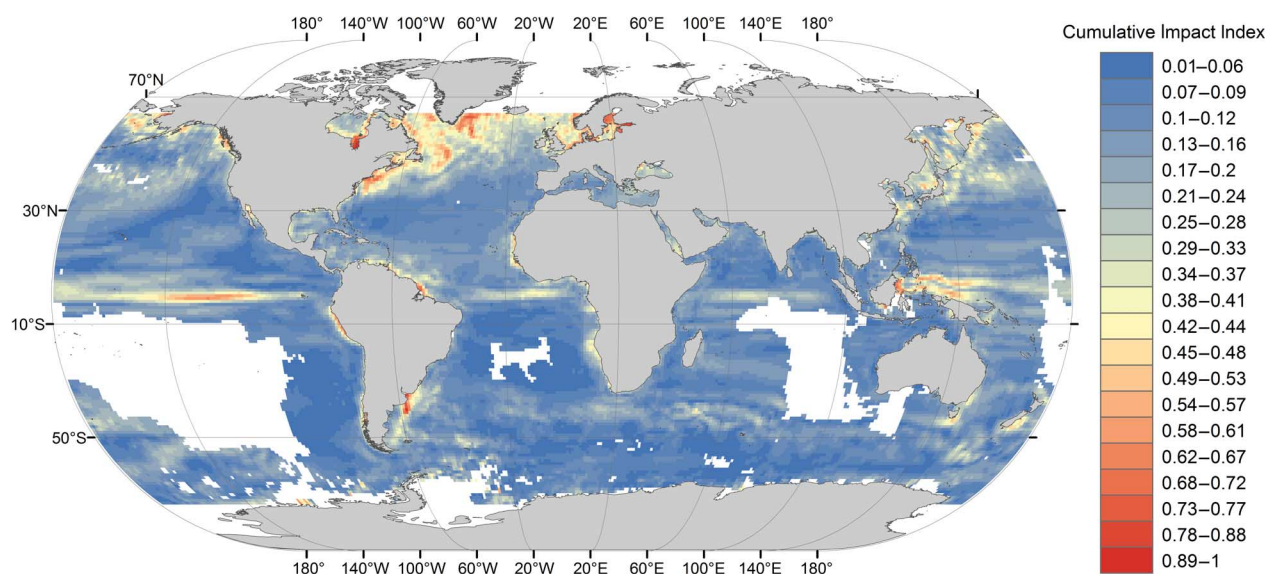 180° 140°W 100°W 60°W 20°W 20°E 60°E 100°E 140°E 180°
70°N
30°N
10°S
50°S
180° 140°W 100°W 60°W 20°W 20°E 60°E 100°E 140°E 180°
Cumulative Impact Index
0.01–0.06
0.07–0.09
0.1–0.12
0.13–0.16
0.17–0.2
0.21–0.24
0.25–0.28
0.29–0.33
0.34–0.37
0.38–0.41
0.42–0.44
0.45–0.48
0.49–0.53
0.54–0.57
0.58–0.61
0.62–0.67
0.68–0.72
0.73–0.77
0.78–0.88
0.89–1